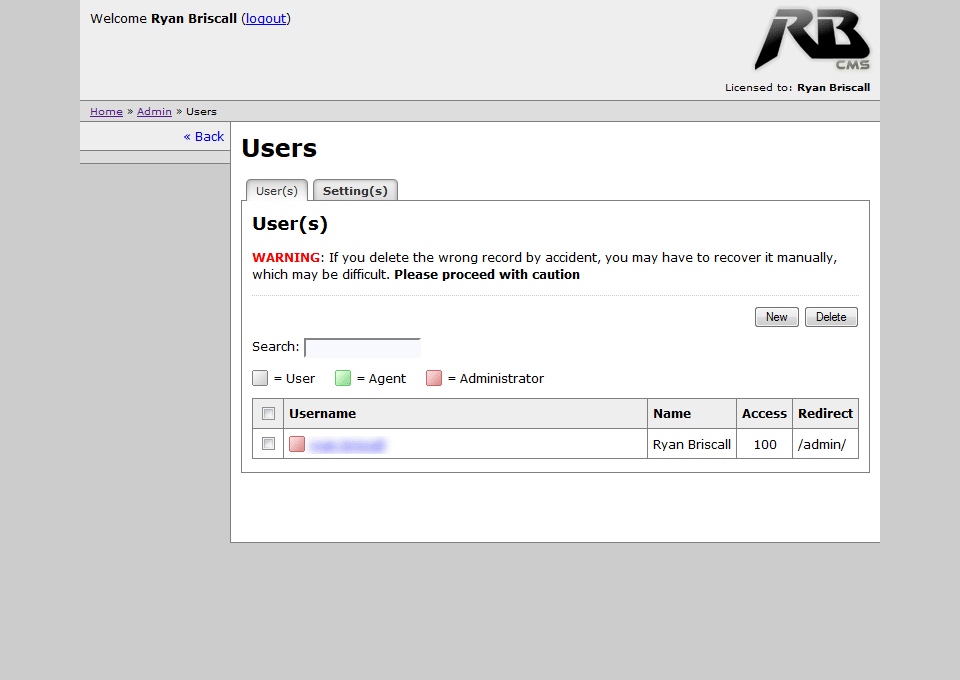 Welcome Ryan Briscall (logout)
RB
CMS
Licensed to: Ryan Briscall
Home » Admin » Users
« Back
Users
User(s) Setting(s)
User(s)
WARNING: If you delete the wrong record by accident, you may have to recover it manually,
which may be difficult. Please proceed with caution
New Delete
Search:
= User = Agent = Administrator
Username Name Access Redirect
Ryan Briscall 100 /admin/